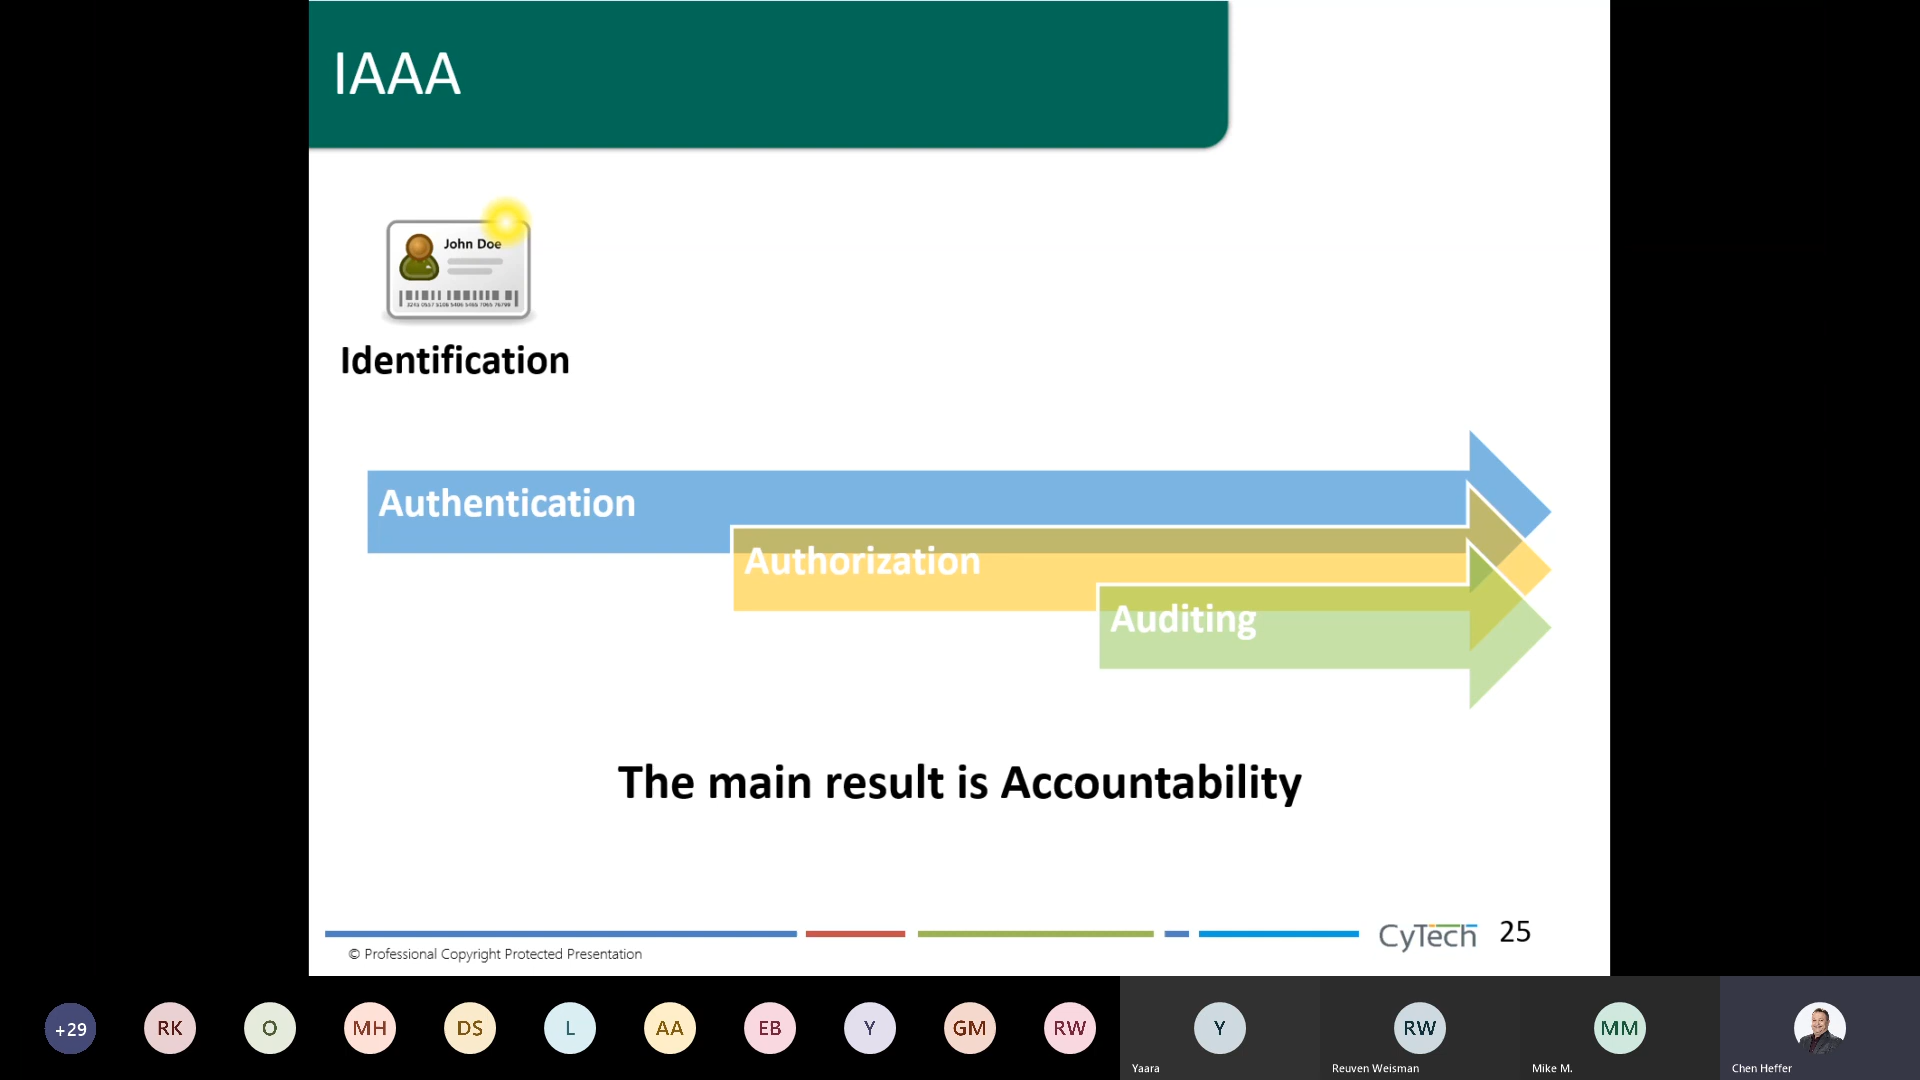 IAAA
John Doe
Identification
Authentication
Authorization
Auditing
The main result is Accountability
CyTech
25
© Professional Copyright Protected Presentation
+29
RK
O
MH
DS
L
AA
EB
Y
GM
RW
Y
RW
MM
Yaara
Reuven Weisman
Mike M.
Chen Heffer